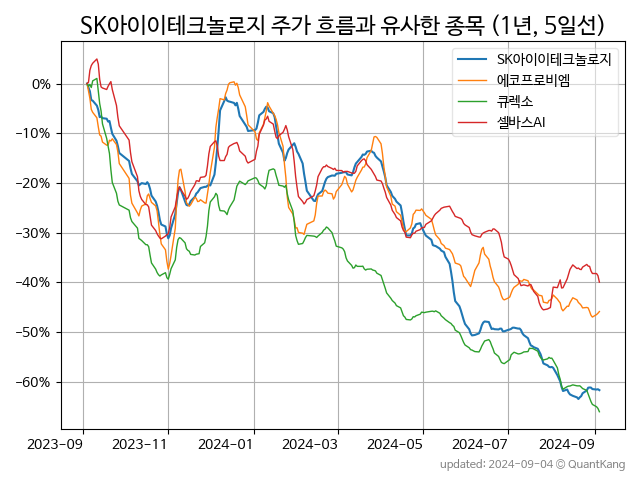 SK아이이테크놀로지 주가 흐름과 유사한 종목 (1년, 5일선)
SK아이이테크놀로지
에코프로비엠
큐렉소
셀바스AI
0%
−10%
−20%
−30%
−40%
−50%
−60%
2023-09 2023-11 2024-01 2024-03 2024-05 2024-07 2024-09
updated: 2024-09-04 © QuantKang